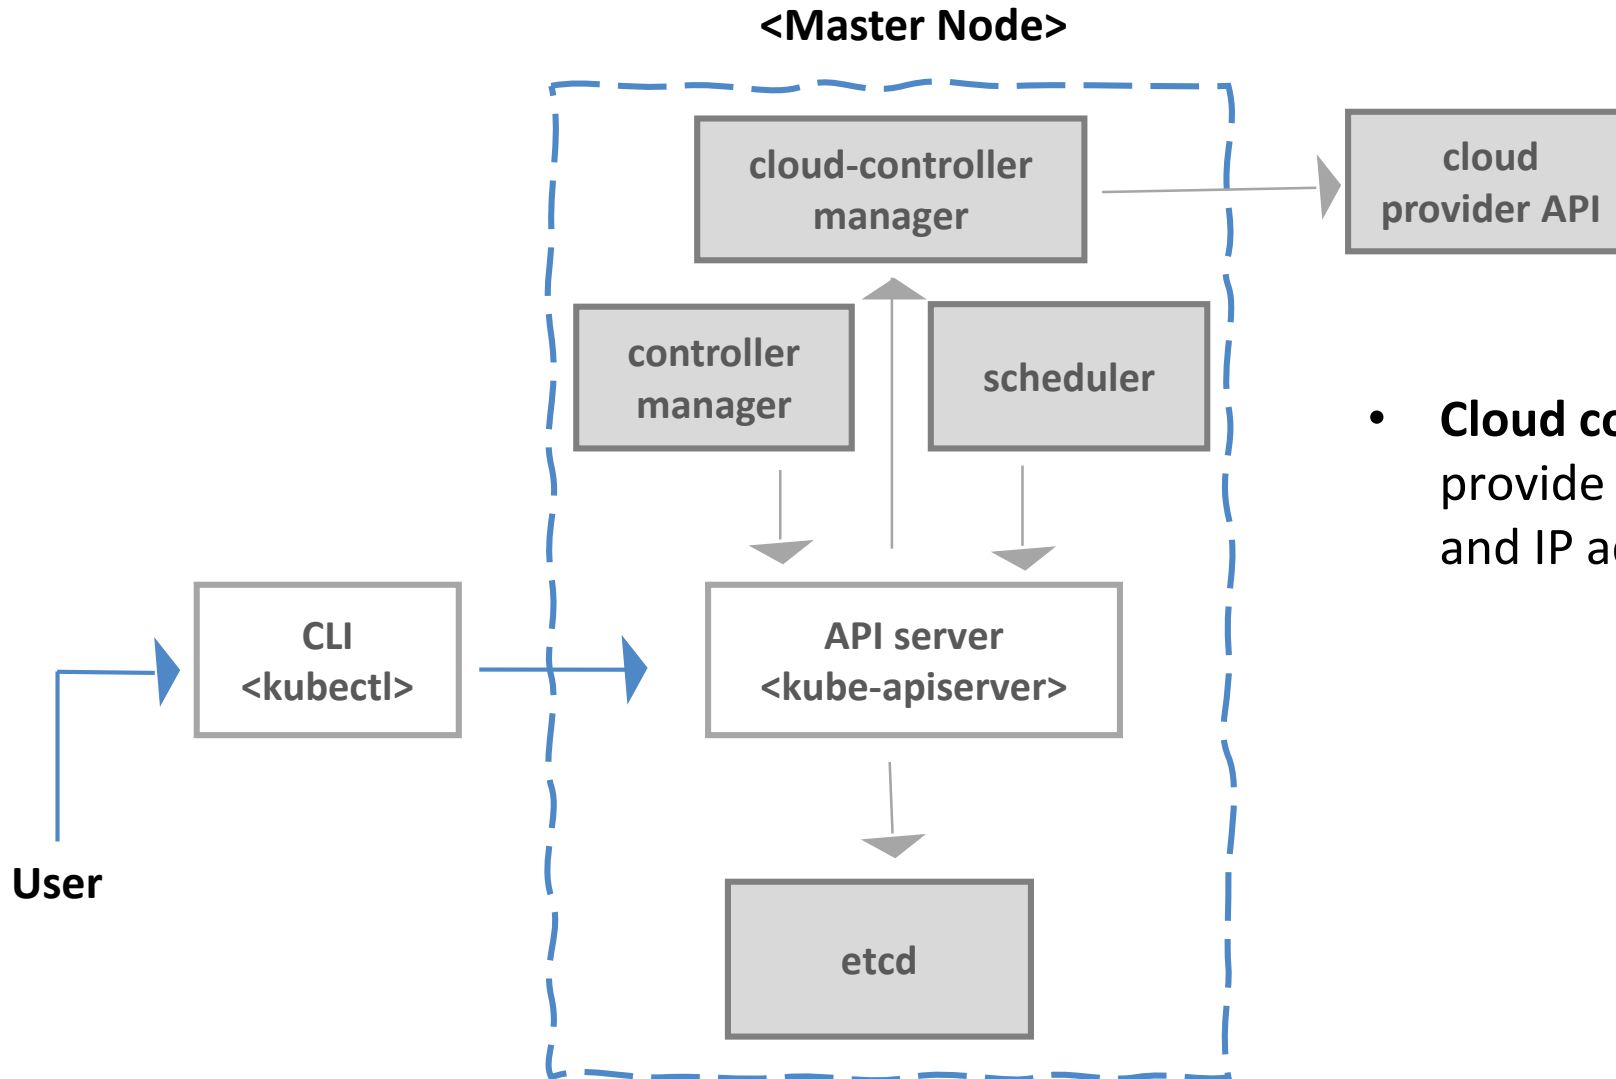 <Master Node>
cloud-controller
manager
cloud
provider API
controller
manager
scheduler
• Cloud
provide
and IP
CLI
<kubectl>
API server
<kube-apiserver>
User
etcd